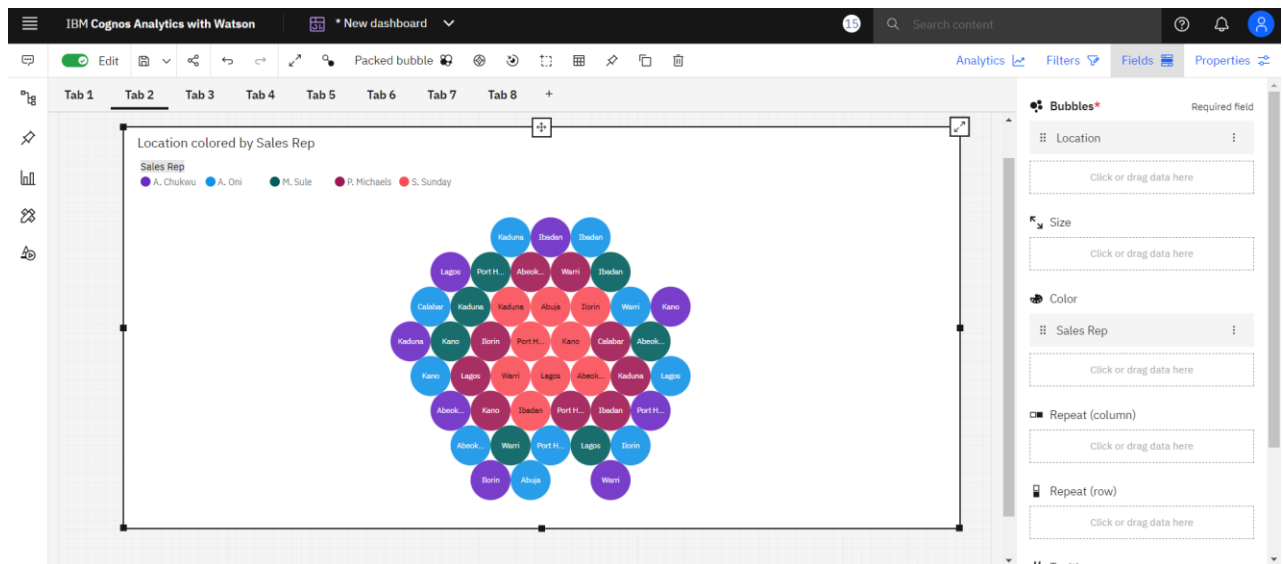 IBM Cognos Analytics with Watson
* New dashboard
15
Search content
Edit
Packed bubble
Analytics
Filters
Fields
Properties
Tab 1 Tab 2 Tab 3 Tab 4 Tab 5 Tab 6 Tab 7 Tab 8 +
Location colored by Sales Rep
Sales Rep
A. Chukwu A. Oni M. Sule P. Michaels S. Sunday
Kaduna Ibadan Ibadan
Lagos Port H... Abeok... Warri Ibadan
Calabar Kaduna Kaduna Abuja Ilorin Warri Kano
Kaduna Kano Ilorin Port H... Kano Calabar Abeok...
Kano Lagos Warri Lagos Abeok... Kaduna Lagos
Abeok... Kano Ibadan Port H... Ibadan Port H...
Abeok... Warri Port H... Lagos Ilorin
Ilorin Abuja Warri
Bubbles* Required field
Location
Click or drag data here
Size
Click or drag data here
Color
Sales Rep
Click or drag data here
Repeat (column)
Click or drag data here
Repeat (row)
Click or drag data here